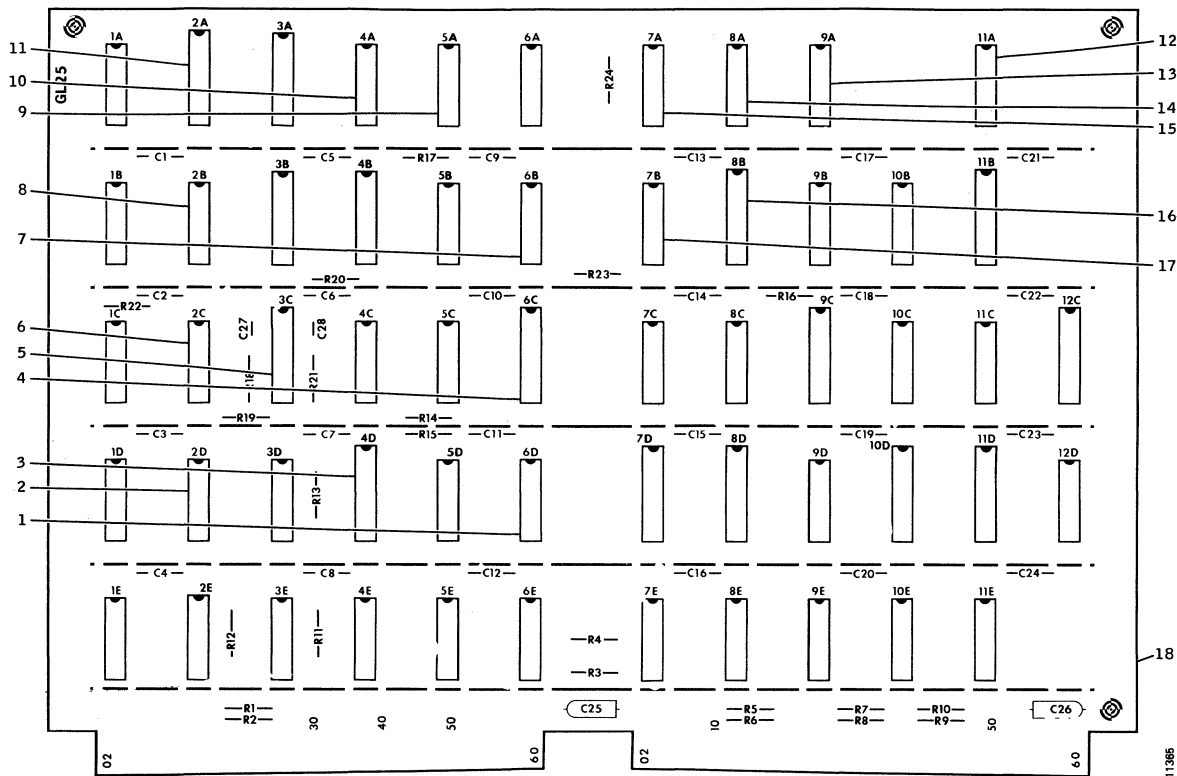 1A 2A 3A 4A 5A 6A 7A 8A 9A 11A
11 12
10 13
9 14
15
GL25
R24
C1 C5 R17 C9 C13 C17 C21
1B 2B 3B 4B 5B 6B 7B 8B 9B 10B 11B
8 16
7 17
R20 R23
C2 C6 C10 C14 R16 C18 C22
R22
1C 2C 3C 4C 5C 6C 7C 8C 9C 10C 11C 12C
C27 C28
6
5
4
R18 R21
R19 R14
C3 C7 R15 C11 C15 C19 C23
1D 2D 3D 4D 5D 6D 7D 8D 9D 10D 11D 12D
3
2
1
R13
C4 C8 C12 C16 C20 C24
1E 2E 3E 4E 5E 6E 7E 8E 9E 10E 11E
R12 R11 R4
R3
18
R1 C25 R5 R7 R10 C26
R2 R6 R8 R9
30 40 50 10 50
02 60 02 60
11365